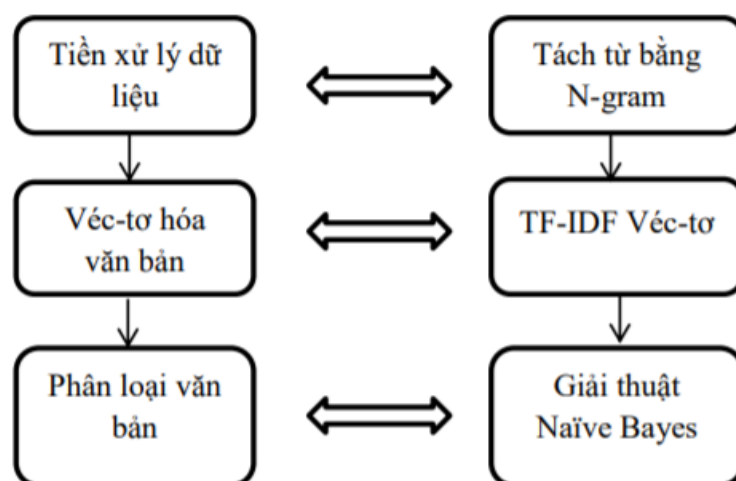 Tiền xử lý dữ
liệu
Tách từ bằng
N-gram
Véc-tơ hóa
văn bản
TF-IDF Véc-tơ
Phân loại văn
bản
Giải thuật
Naïve Bayes